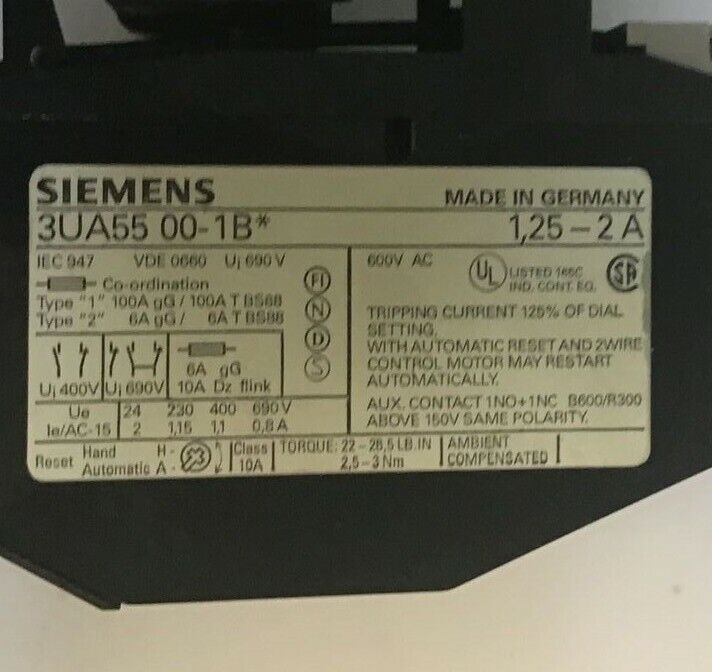 SIEMENS MADE IN GERMANY
3UA55 00-1B* 1,25 – 2 A
IEC 947 VDE 0660 Ui 690 V
Co-ordination
Type "1" 100A gG / 100A T BS88
Type "2" 6A gG / 6A T BS88
FI
N
D
S
Ui 400V Ui 690V
6A gG
10A Dz flink
Ue 24 230 400 690 V
Ie/AC-15 2 1,15 1,1 0,8 A
600V AC UL LISTED 165C
IND. CONT. EQ. SA
TRIPPING CURRENT 125% OF DIAL
SETTING.
WITH AUTOMATIC RESET AND 2WIRE
CONTROL MOTOR MAY RESTART
AUTOMATICALLY.
AUX. CONTACT 1NO+1NC B600/R300
ABOVE 150V SAME POLARITY.
Reset Hand H -
Automatic A -
Class
10A
TORQUE: 22 – 26,5 LB.IN
2,5 – 3 Nm
AMBIENT
COMPENSATED